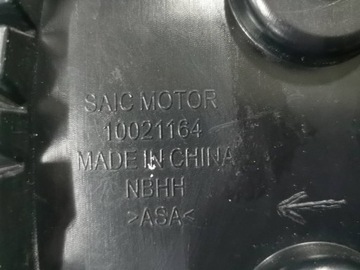 SAIC MOTOR
10021164
MADE IN CHINA
NBHH
>ASA<